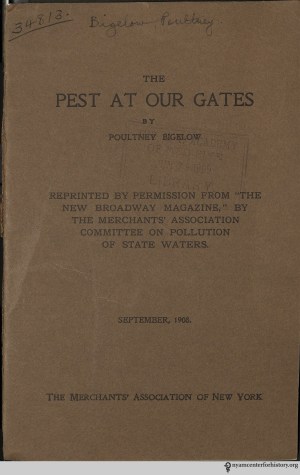 34813.
Bigelow, Poultney
THE
PEST AT OUR GATES
BY
POULTNEY BIGELOW
REPRINTED BY PERMISSION FROM "THE
NEW BROADWAY MAGAZINE," BY
THE MERCHANTS' ASSOCIATION
COMMITTEE ON POLLUTION
OF STATE WATERS.
SEPTEMBER, 1908.
THE MERCHANTS' ASSOCIATION OF NEW YORK
nyamcenterforhistory.org